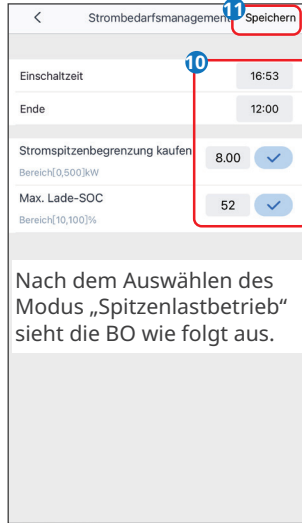 Strombedarfsmanagement
11
Speichern
10
Einschaltzeit 16:53
Ende 12:00
Stromspitzenbegrenzung kaufen 8.00
Bereich[0,500]kW
Max. Lade-SOC 52
Bereich[10,100]%
Nach dem Auswählen des
Modus „Spitzenlastbetrieb“
sieht die BO wie folgt aus.